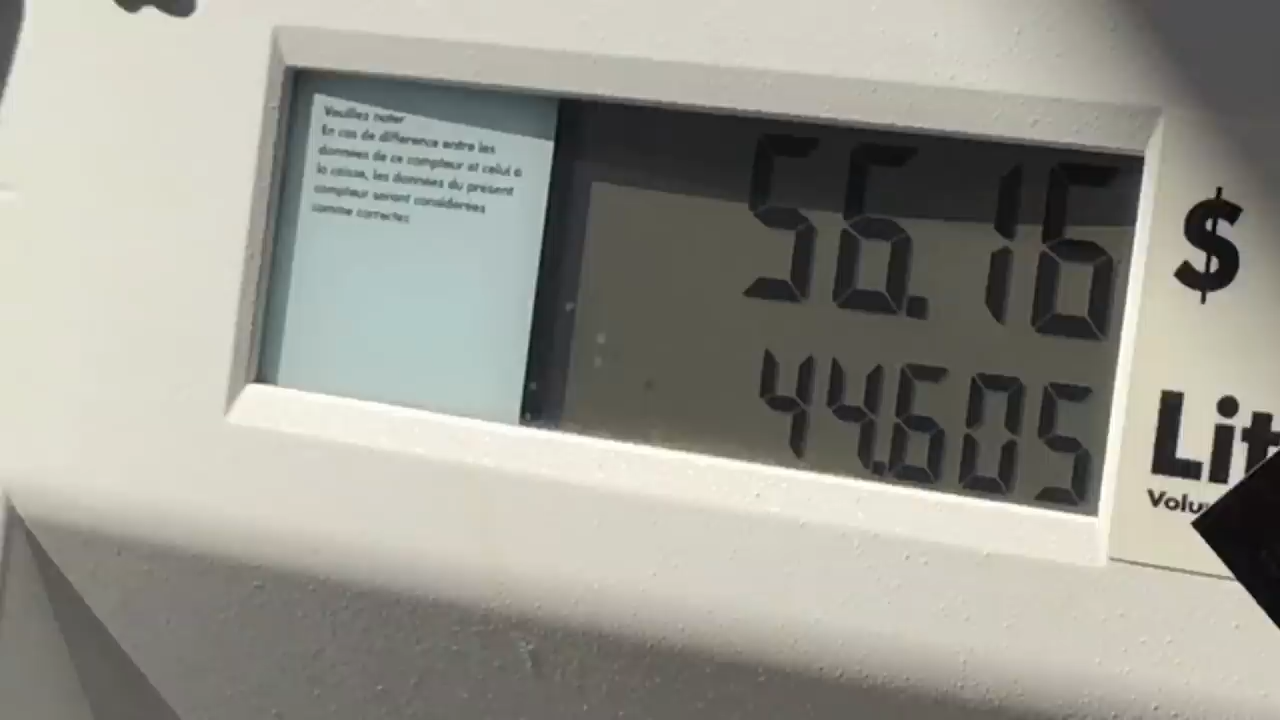 Veuillez noter
En cas de différence entre les
données de ce compteur et celui à
la caisse, les données du present
compteur seront considérées
comme correctes
56.16
$
44.605
Lit
Volu